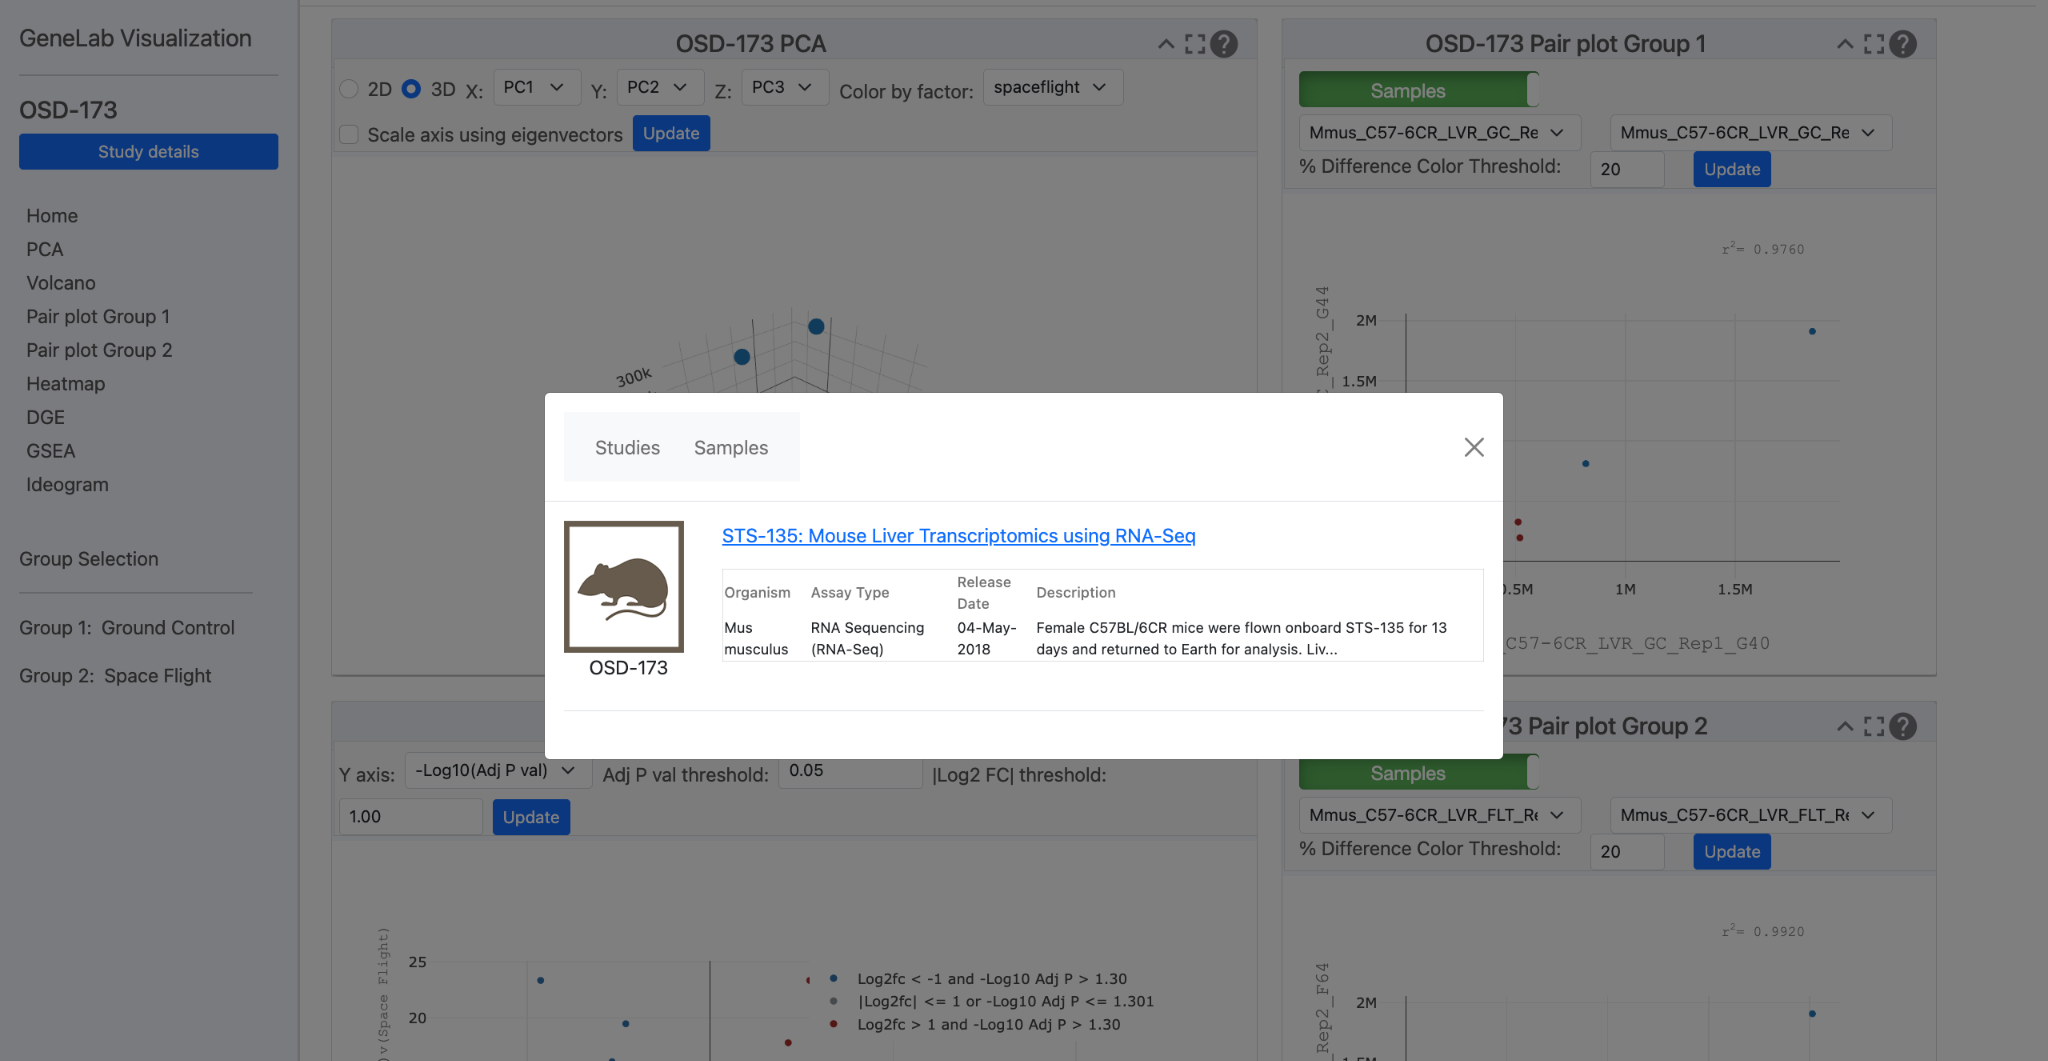 GeneLab Visualization
OSD-173
Study details
Home
PCA
Volcano
Pair plot Group 1
Pair plot Group 2
Heatmap
DGE
GSEA
Ideogram
Group Selection
Group 1: Ground Control
Group 2: Space Flight
OSD-173 PCA
?
2D 3D X: PC1 Y: PC2 Z: PC3 Color by factor: spaceflight
Scale axis using eigenvectors Update
300k
OSD-173 Pair plot Group 1
?
Samples
Mmus_C57-6CR_LVR_GC_Re Mmus_C57-6CR_LVR_GC_Re
% Difference Color Threshold: 20 Update
r²= 0.9760
_Rep2_G44
2M
1.5M
0.5M 1M 1.5M
C57-6CR_LVR_GC_Rep1_G40
Studies Samples
STS-135: Mouse Liver Transcriptomics using RNA-Seq
Organism Assay Type Release Date Description
Mus musculus RNA Sequencing (RNA-Seq) 04-May-2018 Female C57BL/6CR mice were flown onboard STS-135 for 13
days and returned to Earth for analysis. Liv...
OSD-173
Y axis: -Log10(Adj P val) Adj P val threshold: 0.05 |Log2 FC| threshold:
1.00 Update
v(Space Flight)
25
20
Log2fc < -1 and -Log10 Adj P > 1.30
|Log2fc| <= 1 or -Log10 Adj P <= 1.301
Log2fc > 1 and -Log10 Adj P > 1.30
73 Pair plot Group 2
?
Samples
Mmus_C57-6CR_LVR_FLT_Re Mmus_C57-6CR_LVR_FLT_Re
% Difference Color Threshold: 20 Update
r²= 0.9920
_Rep2_F64
2M
1.5M